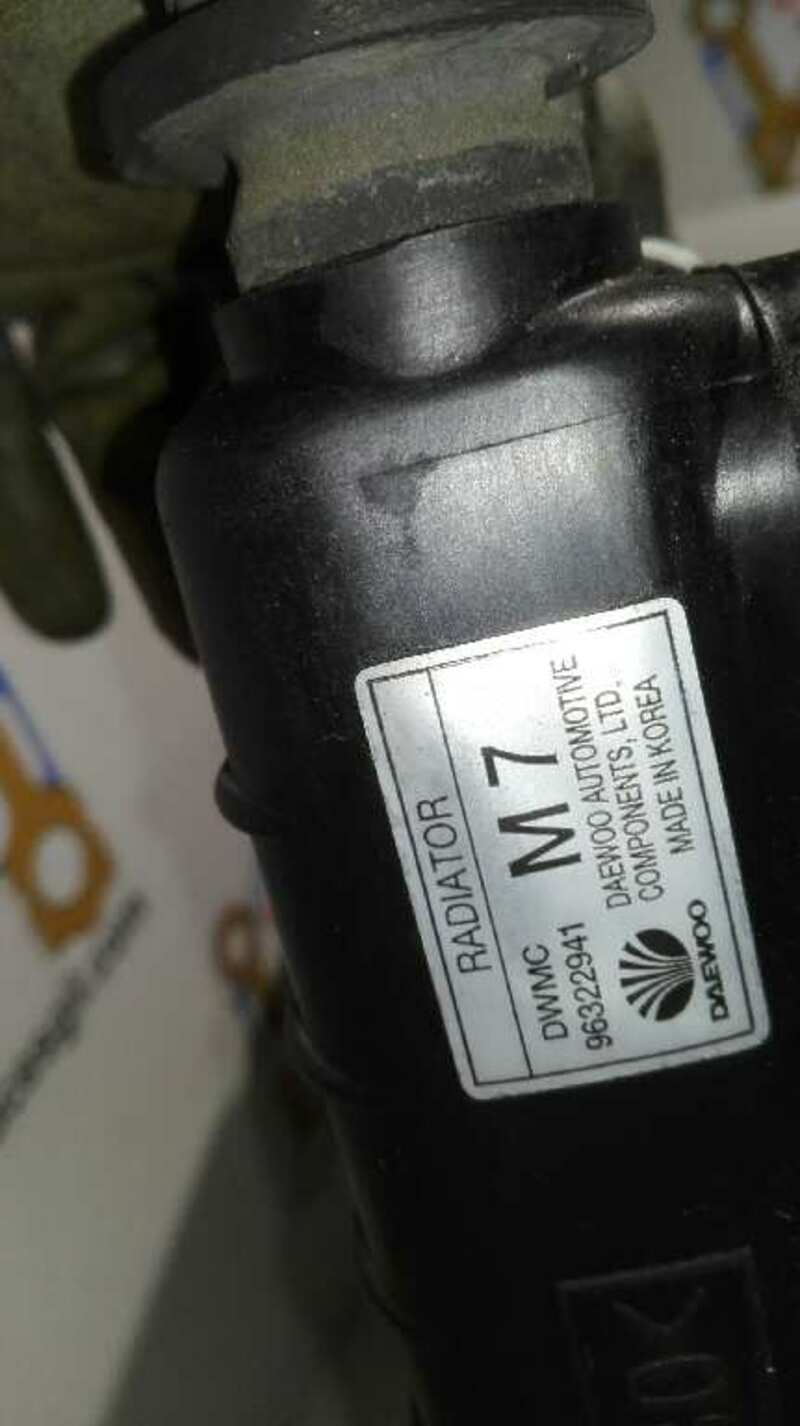 RADIATOR
DWMC
96322941
M 7
DAEWOO AUTOMOTIVE
COMPONENTS, LTD.,
MADE IN KOREA
DAEWOO